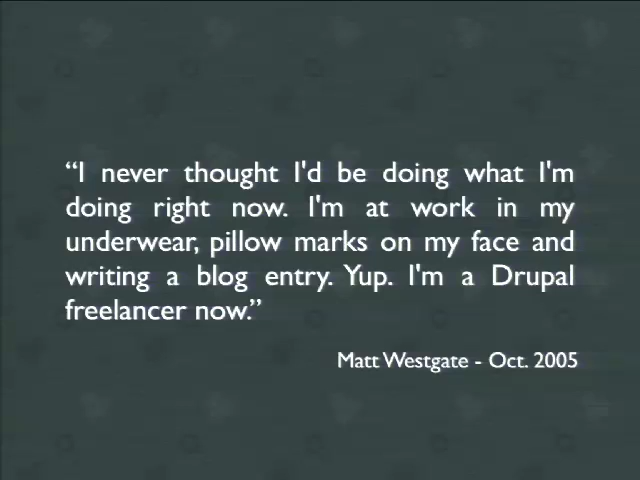 “I never thought I'd be doing what I'm
doing right now. I'm at work in my
underwear, pillow marks on my face and
writing a blog entry. Yup. I'm a Drupal
freelancer now.”
Matt Westgate - Oct. 2005